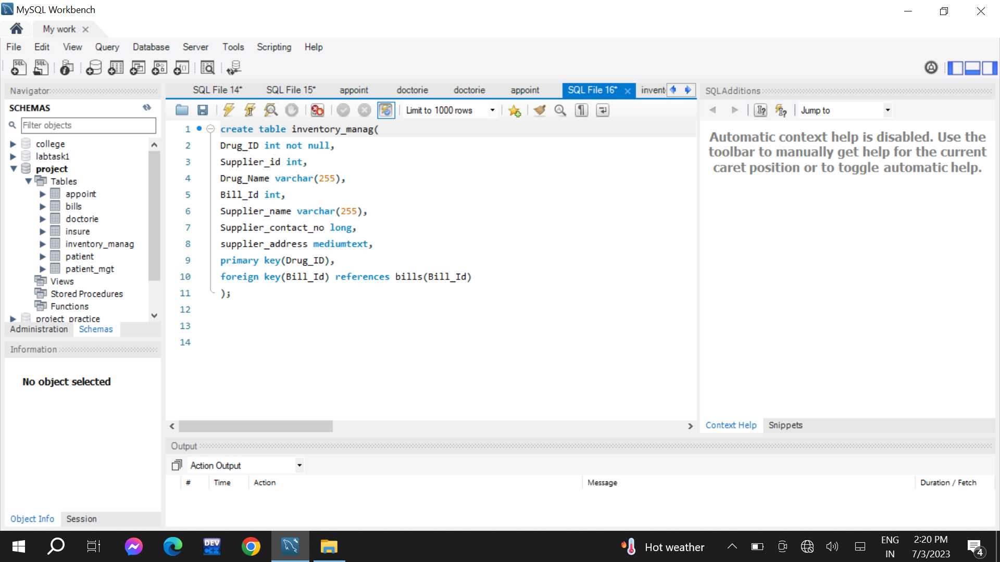 MySQL Workbench
My work
File Edit View Query Database Server Tools Scripting Help
Navigator
SCHEMAS
Filter objects
college
labtask1
project
Tables
appoint
bills
doctorie
insure
inventory_manag
patient
patient_mgt
Views
Stored Procedures
Functions
project_practice
Administration Schemas
Information
No object selected
Object Info Session
SQL File 14* SQL File 15* appoint doctorie doctorie appoint SQL File 16* invent
Limit to 1000 rows
1 create table inventory_manag(
2 Drug_ID int not null,
3 Supplier_id int,
4 Drug_Name varchar(255),
5 Bill_Id int,
6 Supplier_name varchar(255),
7 Supplier_contact_no long,
8 supplier_address mediumtext,
9 primary key(Drug_ID),
10 foreign key(Bill_Id) references bills(Bill_Id)
11 );
12
13
14
SQLAdditions
Jump to
Automatic context help is disabled. Use the
toolbar to manually get help for the current
caret position or to toggle automatic help.
Context Help Snippets
Output
Action Output
# Time Action Message Duration / Fetch
DEV
C++
Hot weather
ENG
IN
2:20 PM
7/3/2023
4